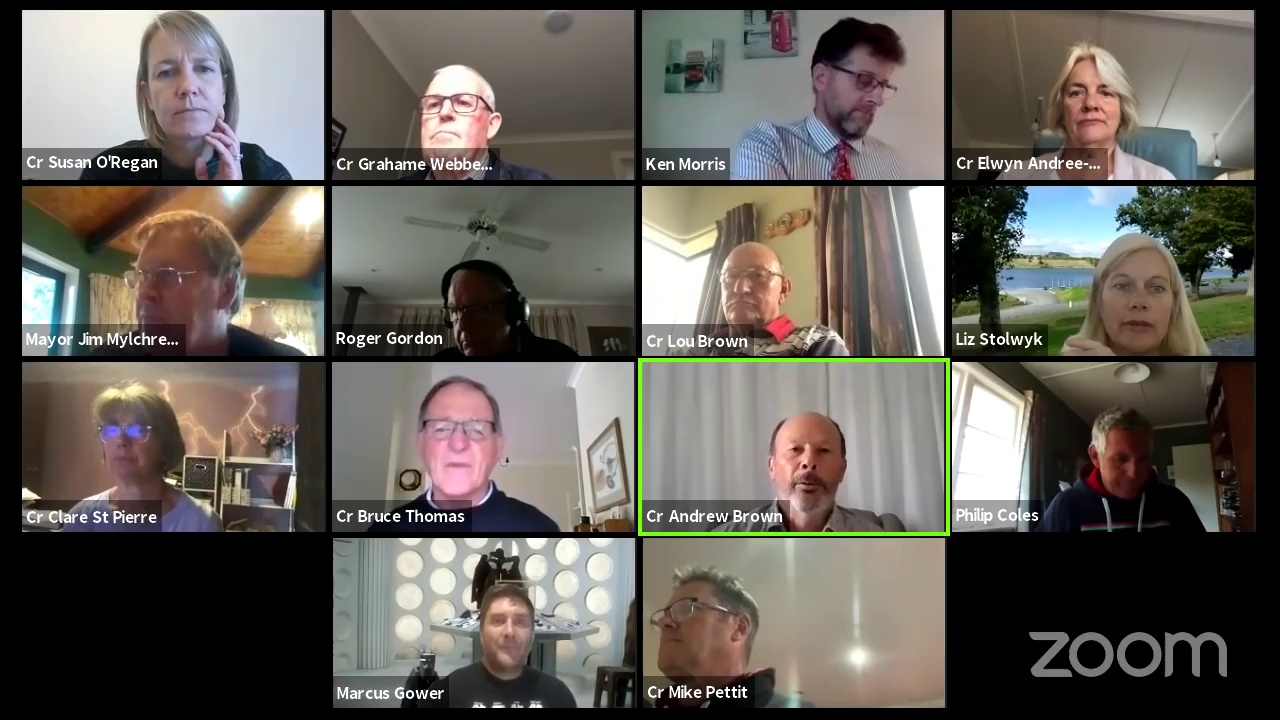 Cr Susan O'Regan
Cr Grahame Webbe...
Ken Morris
Cr Elwyn Andree-...
Mayor Jim Mylchre...
Roger Gordon
Cr Lou Brown
Liz Stolwyk
Cr Clare St Pierre
Cr Bruce Thomas
Cr Andrew Brown
Philip Coles
Marcus Gower
Cr Mike Pettit
zoom